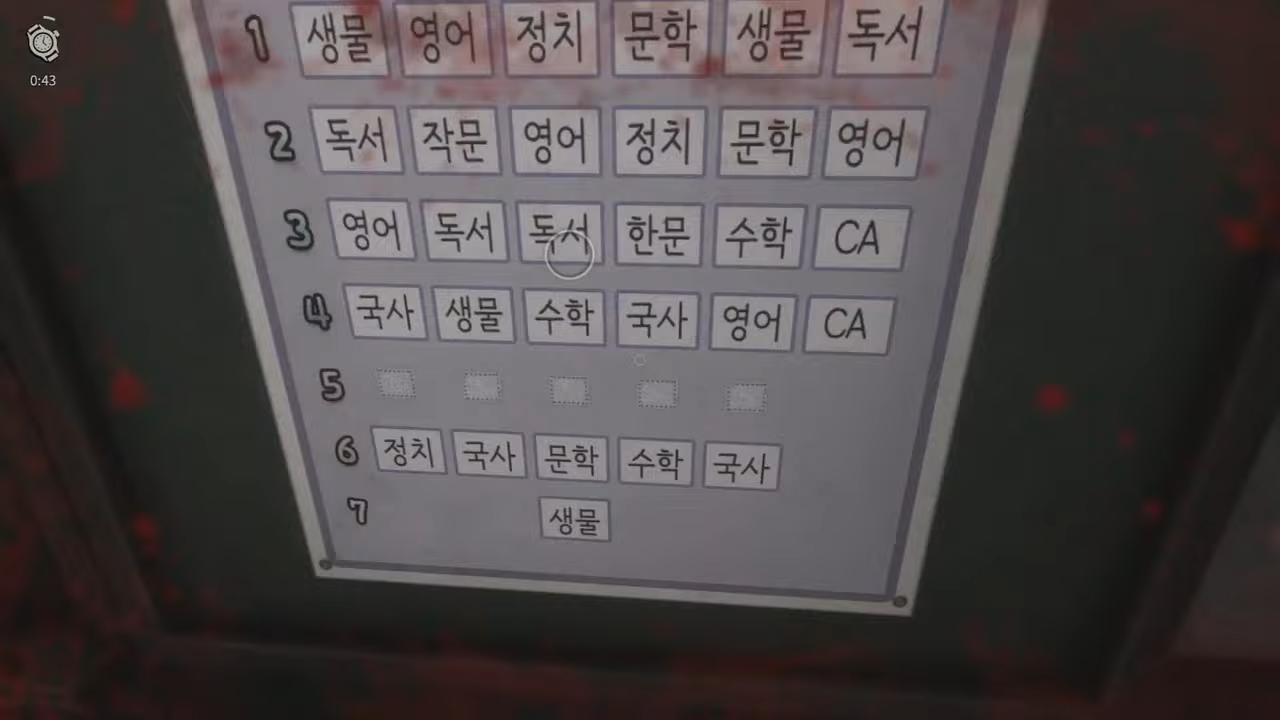 0:43
1 생물 영어 정치 문학 생물 독서
2 독서 작문 영어 정치 문학 영어
3 영어 독서 독서 한문 수학 CA
4 국사 생물 수학 국사 영어 CA
5
6 정치 국사 문학 수학 국사
7 생물